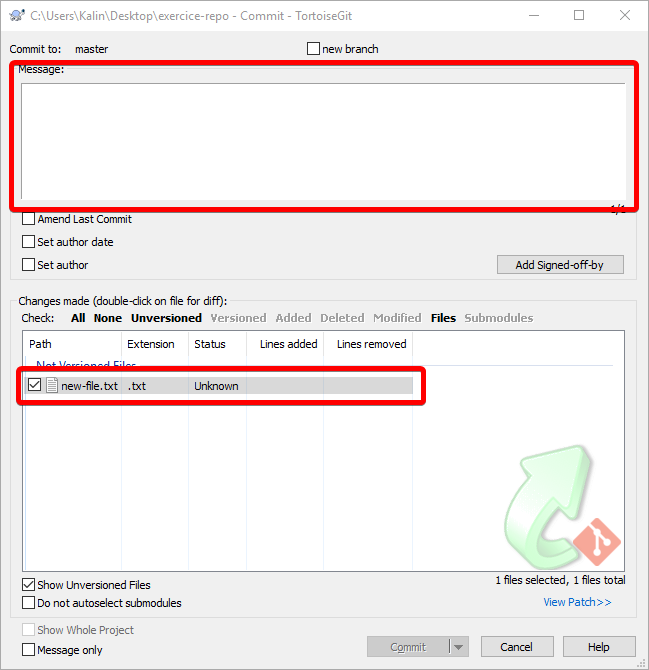 C:\Users\Kalin\Desktop\exercice-repo - Commit - TortoiseGit
Commit to: master new branch
Message:
1/1
Amend Last Commit
Set author date
Set author Add Signed-off-by
Changes made (double-click on file for diff):
Check: All None Unversioned Versioned Added Deleted Modified Files Submodules
Path Extension Status Lines added Lines removed
Not Versioned Files
new-file.txt .txt Unknown
Show Unversioned Files 1 files selected, 1 files total
Do not autoselect submodules View Patch>>
Show Whole Project
Message only Commit Cancel Help